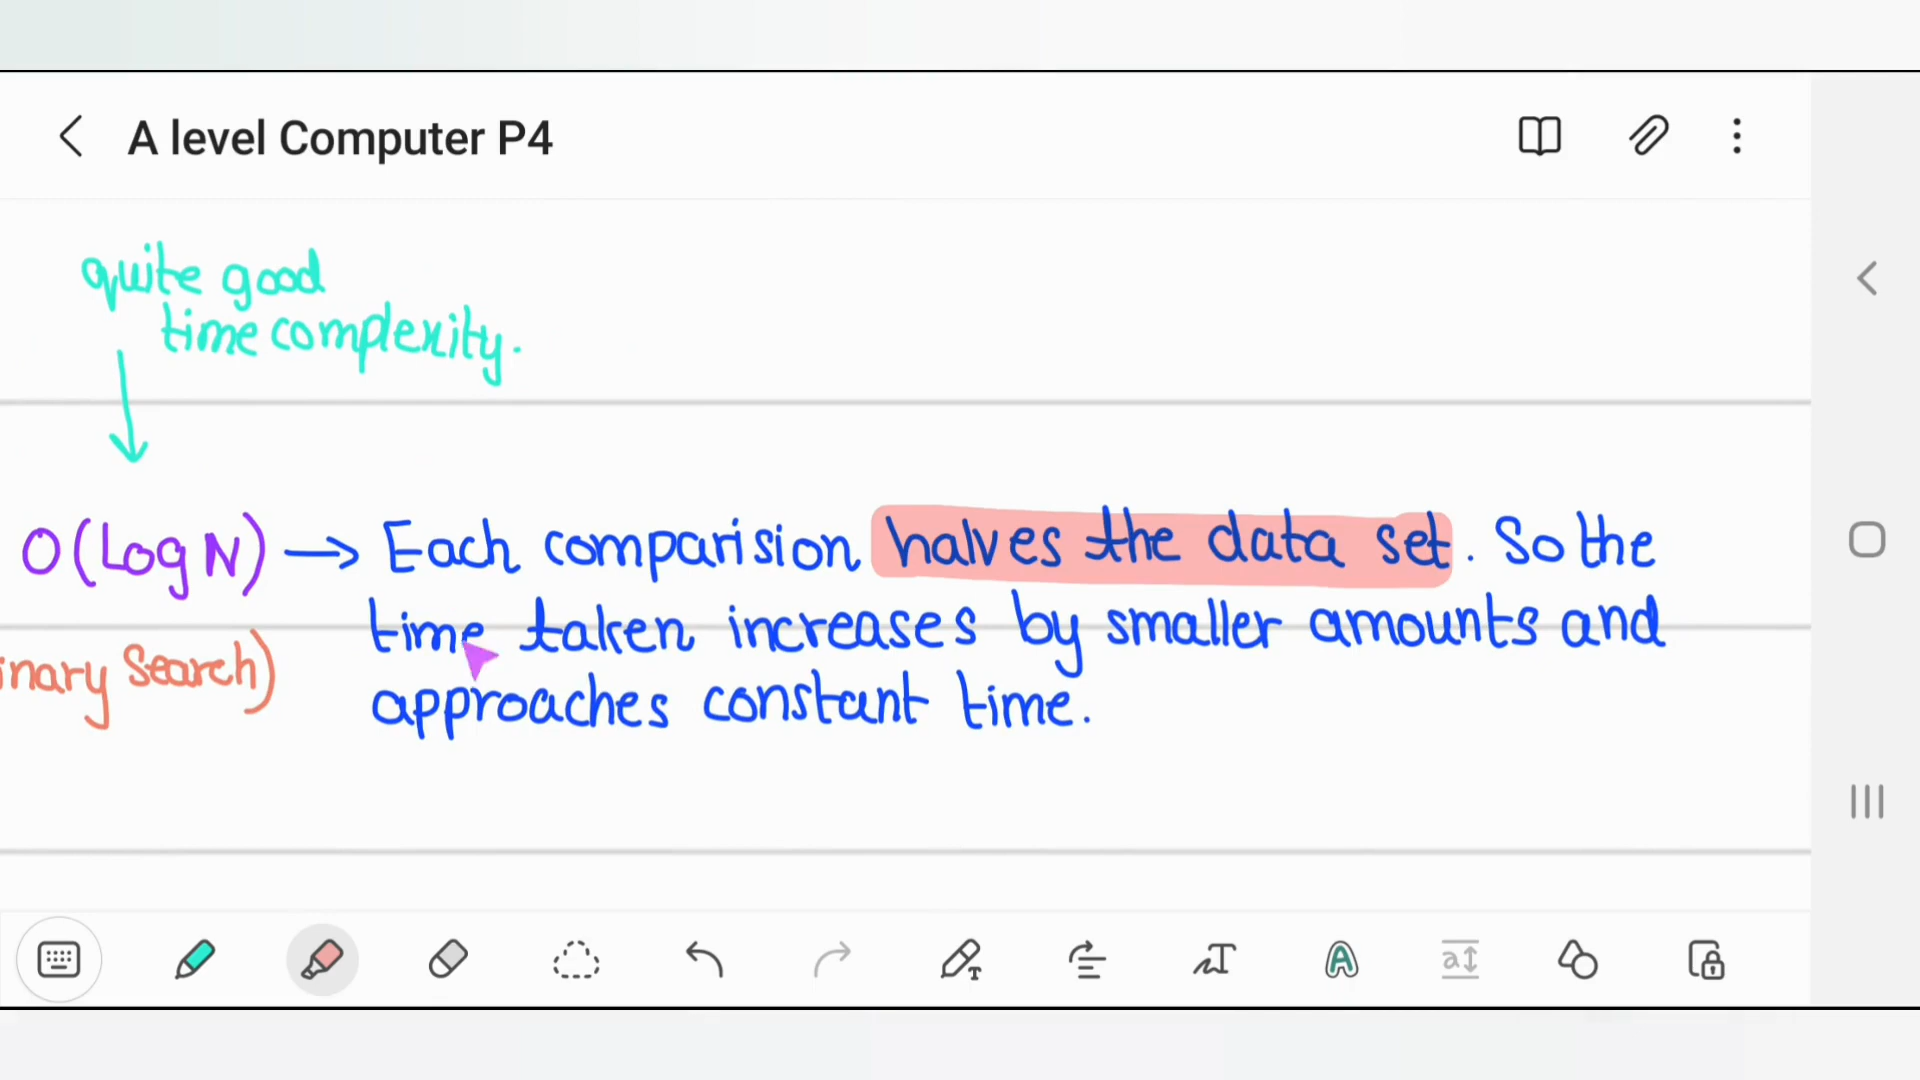 A level Computer P4
quite good
time complexity.
O(Log N) → Each comparision halves the data set. So the
time taken increases by smaller amounts and
inary Search)
approaches constant time.